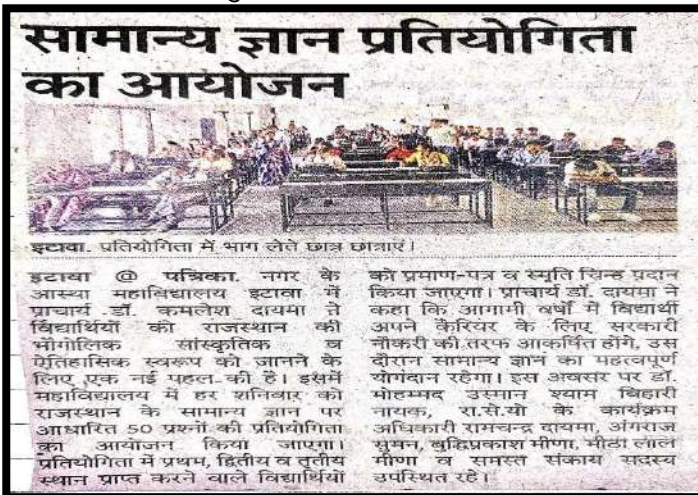 सामान्य ज्ञान प्रतियोगिता
का आयोजन
इटावा. प्रतियोगिता में भाग लेते छात्र छात्राएं।
इटावा @ पत्रिका. नगर के
आस्था महाविद्यालय इटावा में
प्राचार्य डॉ. कमलेश दायमा ने
विद्यार्थियों को राजस्थान की
भौगोलिक सांस्कृतिक व
ऐतिहासिक स्वरूप को जानने के
लिए एक नई पहल की है। इसमें
महाविद्यालय में हर शनिवार को
राजस्थान के सामान्य ज्ञान पर
आधारित 50 प्रश्नों की प्रतियोगिता
का आयोजन किया जाएगा।
प्रतियोगिता में प्रथम, द्वितीय व तृतीय
स्थान प्राप्त करने वाले विद्यार्थियों
को प्रमाण-पत्र व स्मृति चिन्ह प्रदान
किया जाएगा। प्राचार्य डॉ. दायमा ने
कहा कि आगामी वर्षों में विद्यार्थी
अपने कैरियर के लिए सरकारी
नौकरी की तरफ आकर्षित होंगे, उस
दौरान सामान्य ज्ञान का महत्वपूर्ण
योगदान रहेगा। इस अवसर पर डॉ.
मोहम्मद उस्मान श्याम बिहारी
नायक, रा.से.यो के कार्यक्रम
अधिकारी रामचन्द्र दायमा, अंगराज
सुमन, बुद्धिप्रकाश मीणा, मीठी लाल
मीणा व समस्त संकाय सदस्य
उपस्थित रहे।